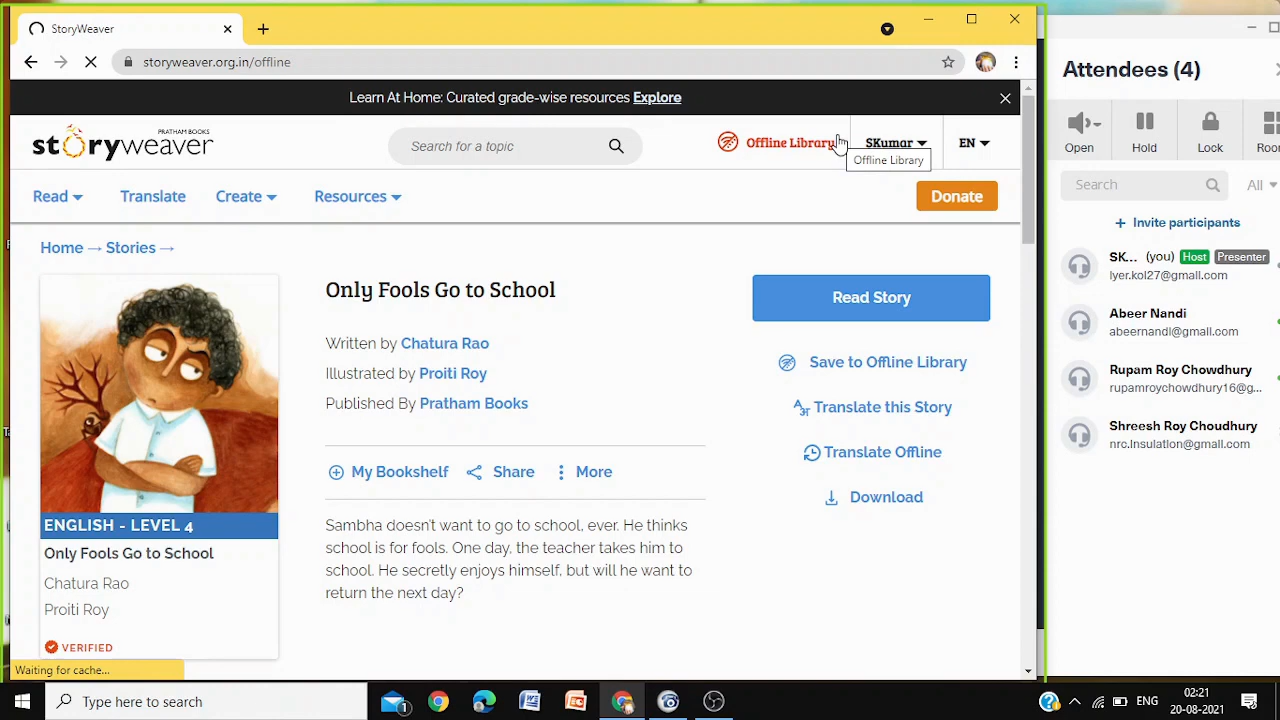 StoryWeaver
storyweaver.org.in/offline
Learn At Home: Curated grade-wise resources Explore
PRATHAM BOOKS
storyweaver
Search for a topic
Offline Library
SKumar
EN
Offline Library
Read
Translate
Create
Resources
Donate
Home → Stories →
Only Fools Go to School
Written by Chatura Rao
Illustrated by Proiti Roy
Published By Pratham Books
My Bookshelf
Share
More
Sambha doesn't want to go to school, ever. He thinks
school is for fools. One day, the teacher takes him to
school. He secretly enjoys himself, but will he want to
return the next day?
Read Story
Save to Offline Library
Translate this Story
Translate Offline
Download
ENGLISH - LEVEL 4
Only Fools Go to School
Chatura Rao
Proiti Roy
VERIFIED
Waiting for cache...
Attendees (4)
Open
Hold
Lock
Search
All
+ Invite participants
SK... (you) Host Presenter
lyer.kol27@gmail.com
Abeer Nandi
abeernandi@gmail.com
Rupam Roy Chowdhury
rupamroychowdhury16@g...
Shreesh Roy Choudhury
nrc.insulation@gmail.com
Type here to search
1
ENG
02:21
20-08-2021